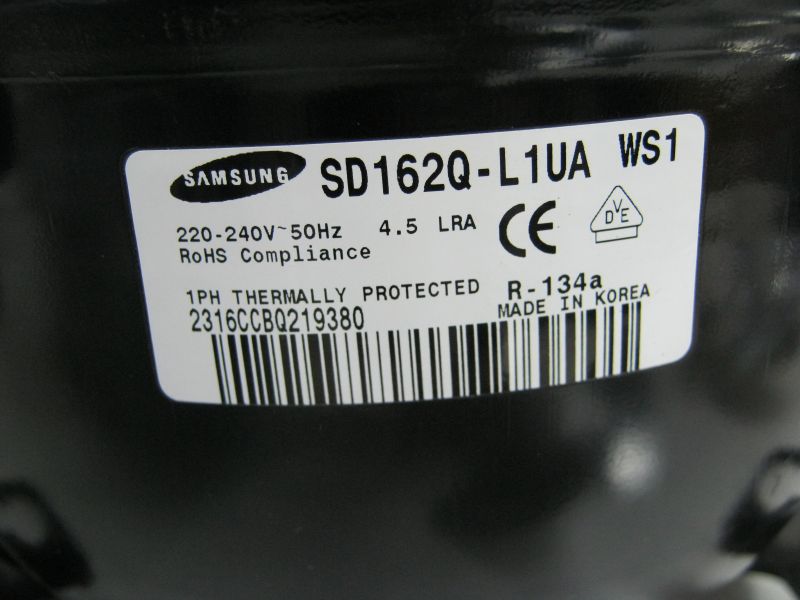 SAMSUNG SD162Q-L1UA WS1
220-240V~50Hz 4.5 LRA CE DVE
RoHS Compliance
1PH THERMALLY PROTECTED R-134a
MADE IN KOREA
2316CCBQ219380